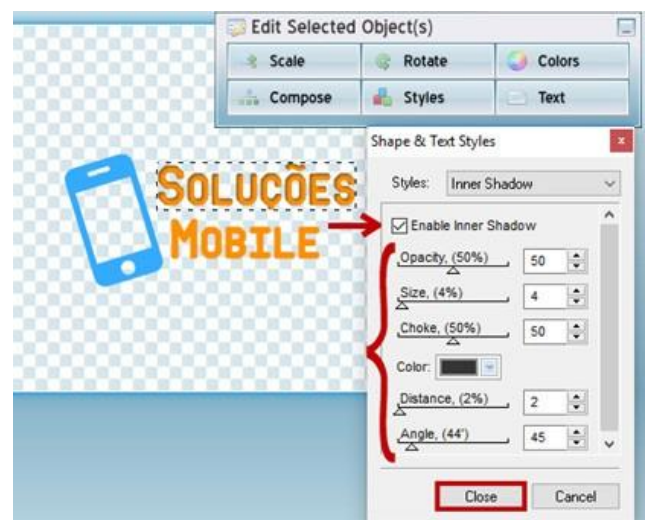 Edit Selected Object(s)
Scale
Rotate
Colors
Compose
Styles
Text
SOLUÇÕES
MOBILE
Shape & Text Styles
x
Styles: Inner Shadow
Enable Inner Shadow
Opacity, (50%) 50
Size, (4%) 4
Choke, (50%) 50
Color:
Distance, (2%) 2
Angle, (44') 45
Close
Cancel